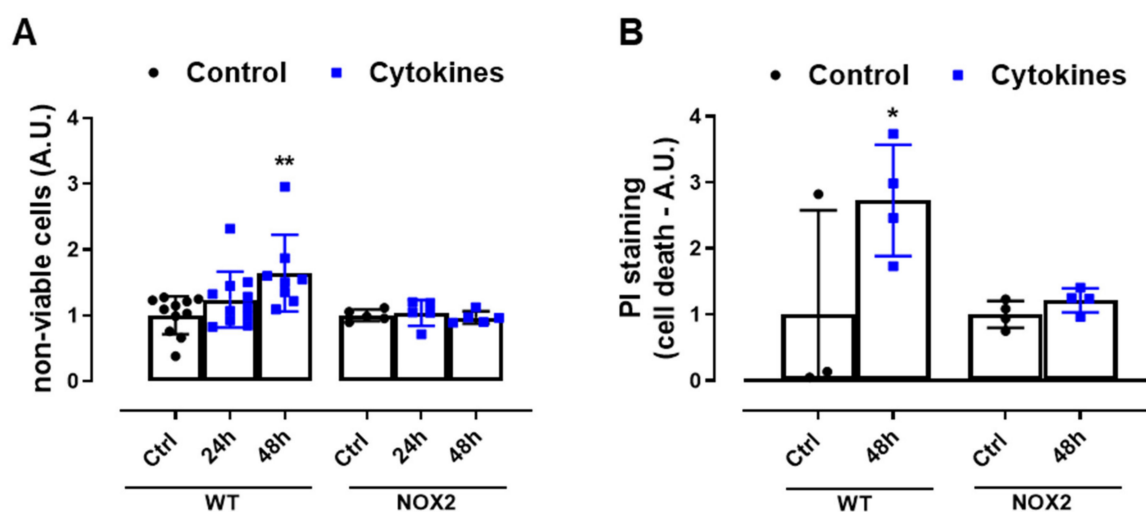 A
Control Cytokines
non-viable cells (A.U.)
4
3
2
1
0
**
Ctrl 24h 48h Ctrl 24h 48h
WT NOX2
B
Control Cytokines
PI staining
(cell death - A.U.)
4
3
2
1
0
*
Ctrl 48h Ctrl 48h
WT NOX2